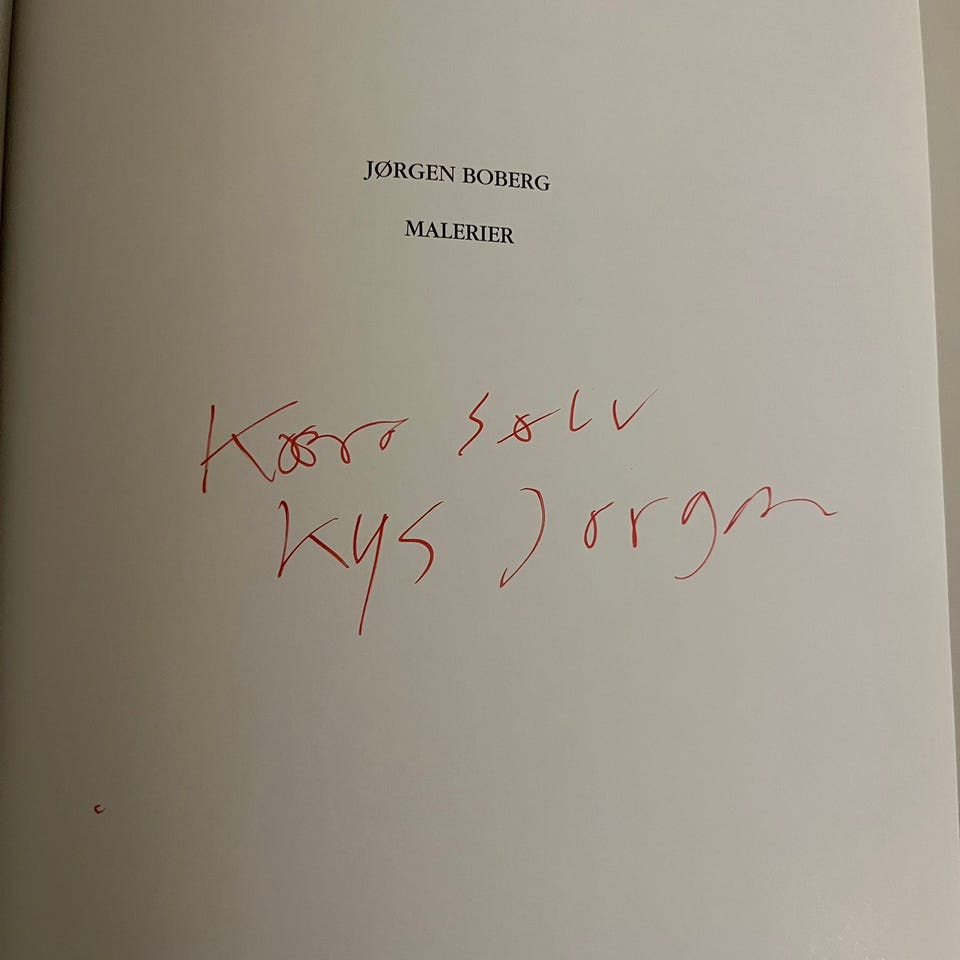 JØRGEN BOBERG
MALERIER
Kære Sølv
Kys Jørgen